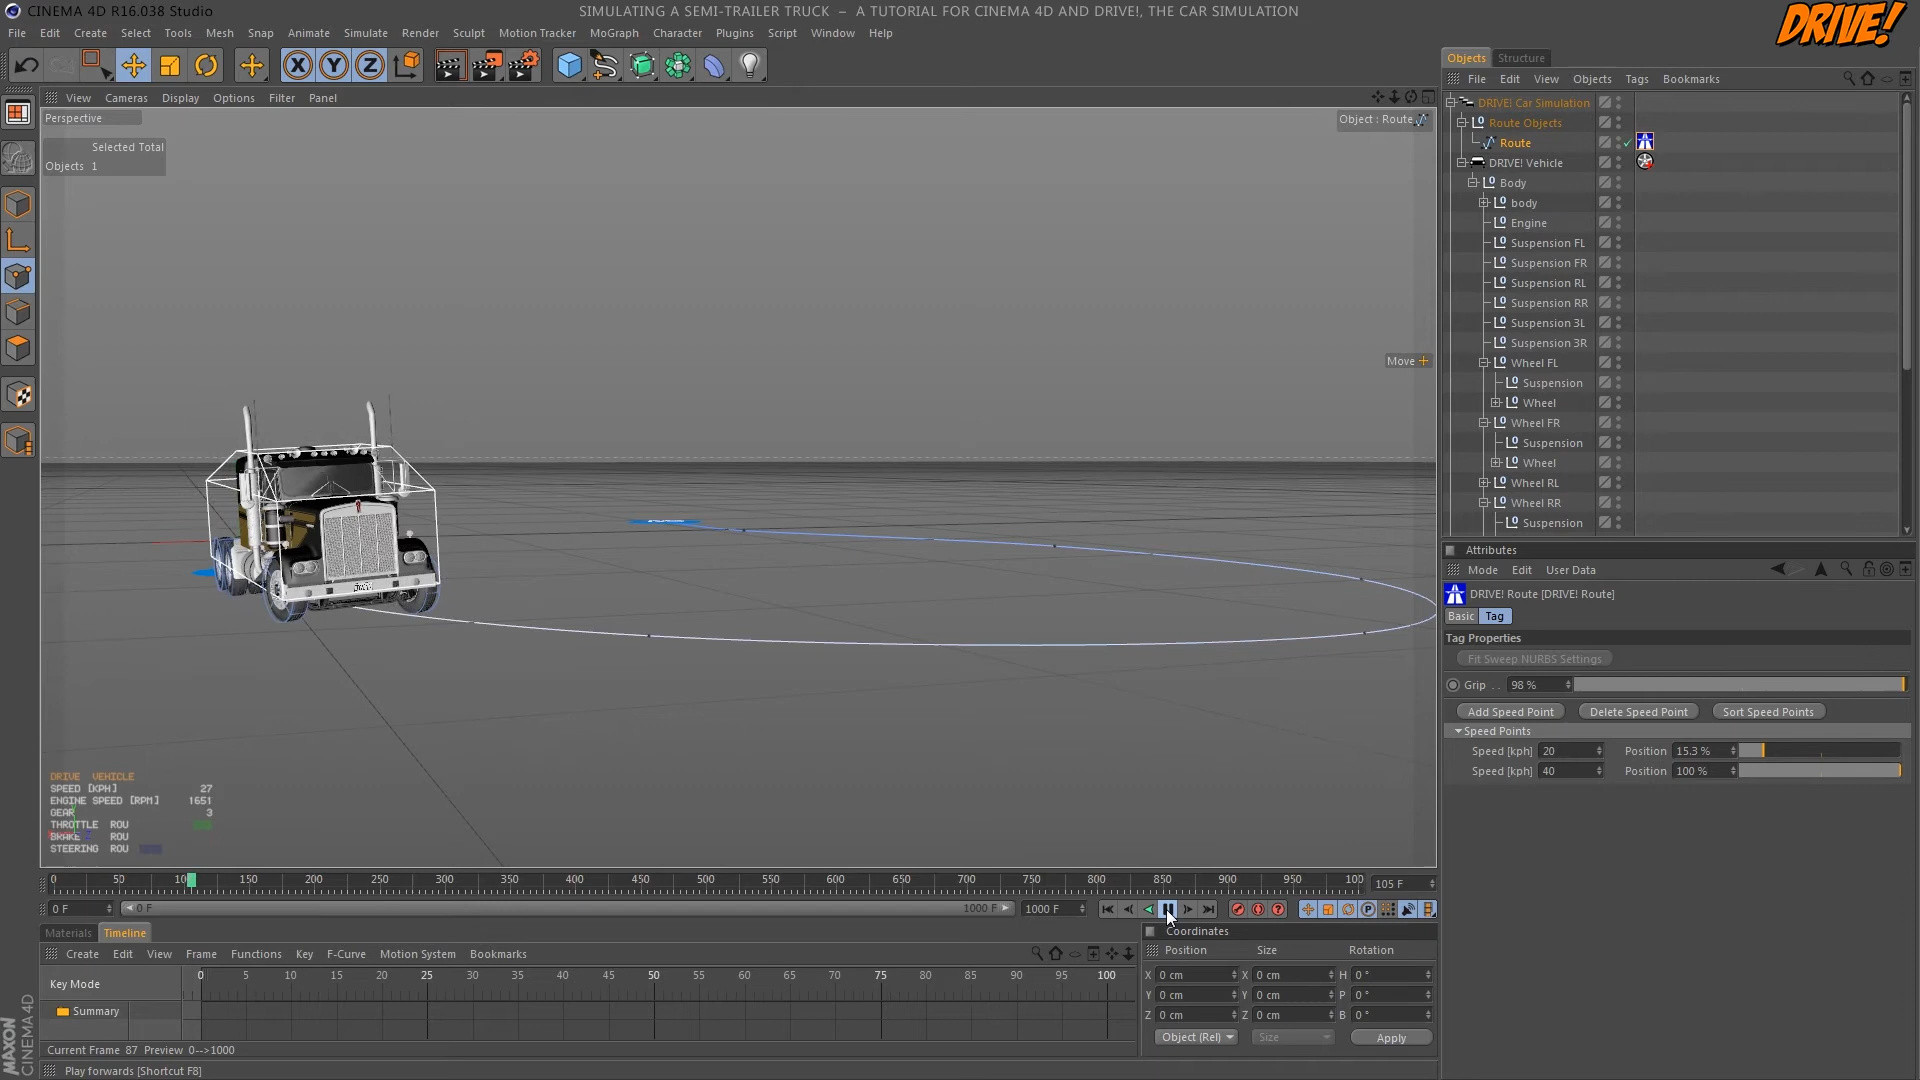 CINEMA 4D R16.038 Studio
SIMULATING A SEMI-TRAILER TRUCK – A TUTORIAL FOR CINEMA 4D AND DRIVE!, THE CAR SIMULATION
DRIVE!
File Edit Create Select Tools Mesh Snap Animate Simulate Render Sculpt Motion Tracker MoGraph Character Plugins Script Window Help
X Y Z
View Cameras Display Options Filter Panel
Perspective
Object : Route
Selected Total
Objects 1
Move
DRIVE VEHICLE
SPEED [KPH] 27
ENGINE SPEED [RPM] 1651
GEAR 3
THROTTLE ROU
BRAKE ROU
STEERING ROU
Objects Structure
File Edit View Objects Tags Bookmarks
DRIVE! Car Simulation
Route Objects
Route
DRIVE! Vehicle
Body
body
Engine
Suspension FL
Suspension FR
Suspension RL
Suspension RR
Suspension 3L
Suspension 3R
Wheel FL
Suspension
Wheel
Wheel FR
Suspension
Wheel
Wheel RL
Wheel RR
Suspension
Attributes
Mode Edit User Data
DRIVE! Route [DRIVE! Route]
Basic Tag
Tag Properties
Fit Sweep NURBS Settings
Grip . . 98 %
Add Speed Point Delete Speed Point Sort Speed Points
Speed Points
Speed [kph] 20 Position 15.3 %
Speed [kph] 40 Position 100 %
0 50 10 150 200 250 300 350 400 450 500 550 600 650 700 750 800 850 900 950 100 105 F
0 F 0 F 1000 F 1000 F
Materials Timeline
Create Edit View Frame Functions Key F-Curve Motion System Bookmarks
Key Mode
0 5 10 15 20 25 30 35 40 45 50 55 60 65 70 75 80 85 90 95 100
Summary
Current Frame 87 Preview 0-->1000
Coordinates
Position Size Rotation
X 0 cm X 0 cm H 0 °
Y 0 cm Y 0 cm P 0 °
Z 0 cm Z 0 cm B 0 °
Object (Rel) Size Apply
MAXON
CINEMA 4D
Play forwards [Shortcut F8]